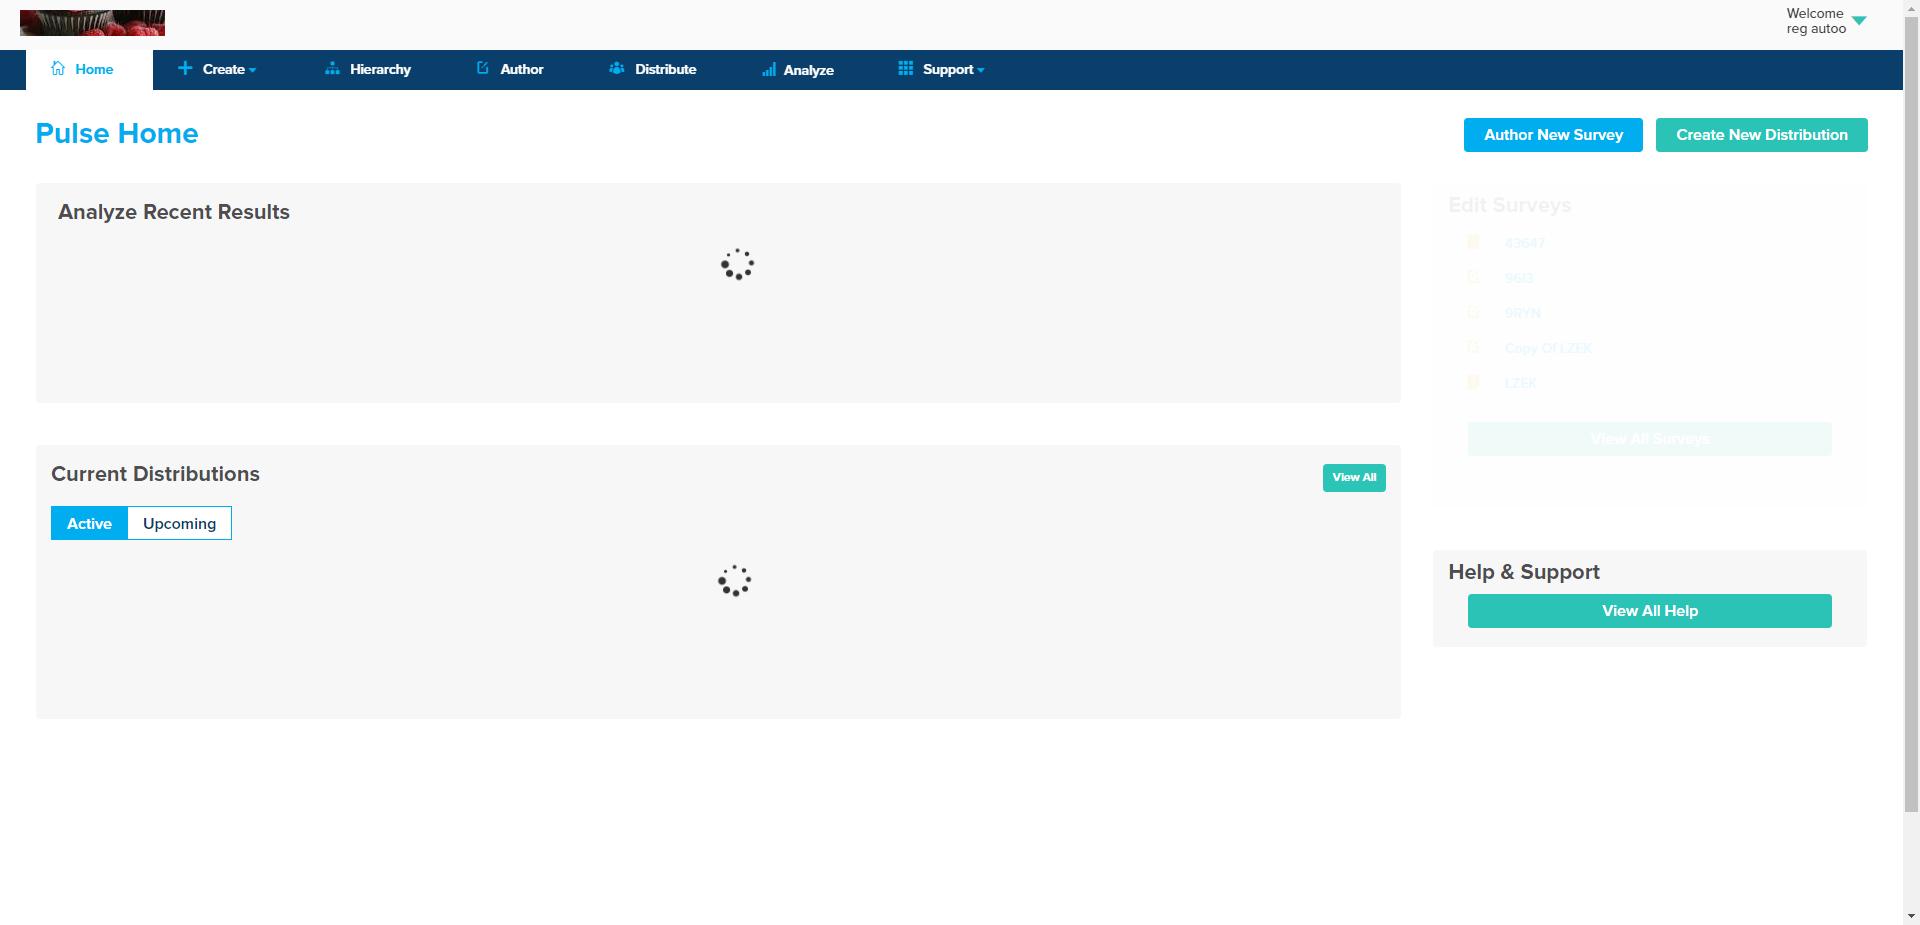 Welcome
reg autoo
Home
Create
Hierarchy
Author
Distribute
Analyze
Support
Pulse Home
Author New Survey
Create New Distribution
Analyze Recent Results
Edit Surveys
43647
96I3
9RYN
Copy Of LZEK
LZEK
View All Surveys
Current Distributions
View All
Active
Upcoming
Help & Support
View All Help